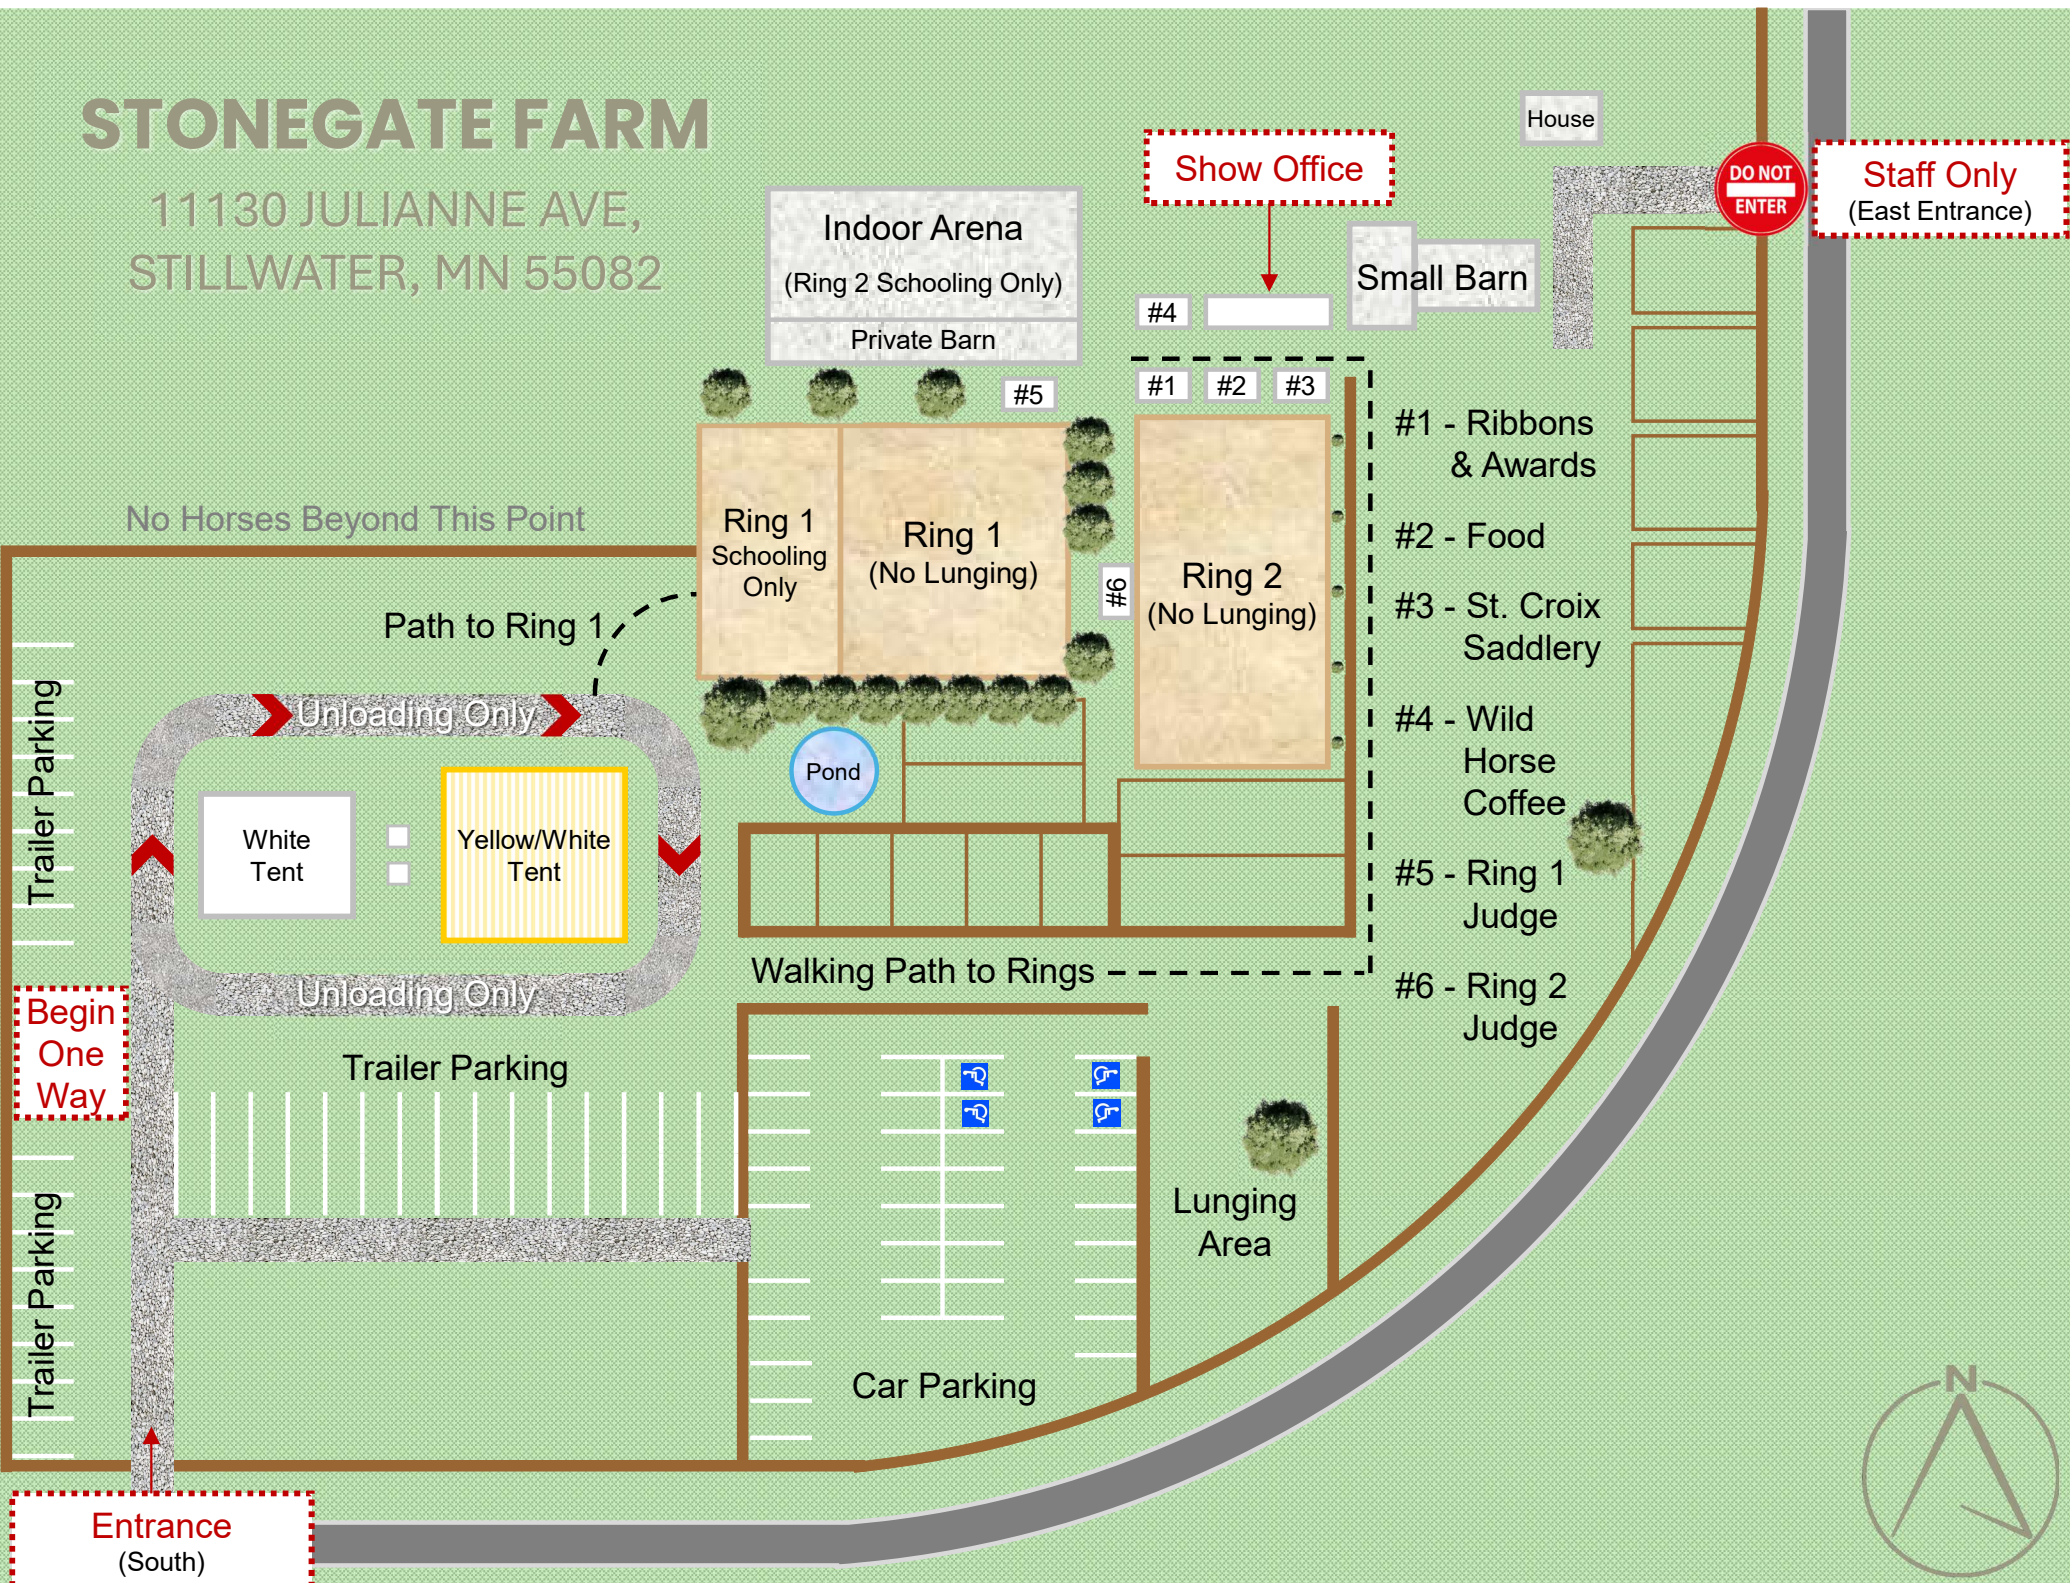 STONEGATE FARM
11130 JULIANNE AVE,
STILLWATER, MN 55082
House
DO NOT
ENTER
Staff Only
(East Entrance)
Show Office
Indoor Arena
(Ring 2 Schooling Only)
Private Barn
Small Barn
#4
#5
#1
#2
#3
#1 - Ribbons
& Awards
#2 - Food
#3 - St. Croix
Saddlery
#4 - Wild
Horse
Coffee
#5 - Ring 1
Judge
#6 - Ring 2
Judge
No Horses Beyond This Point
Ring 1
Schooling
Only
Ring 1
(No Lunging)
#6
Ring 2
(No Lunging)
Path to Ring 1
Trailer Parking
Unloading Only
White
Tent
Yellow/White
Tent
Pond
Unloading Only
Walking Path to Rings
Begin
One
Way
Trailer Parking
Trailer Parking
Lunging
Area
Car Parking
Entrance
(South)
N